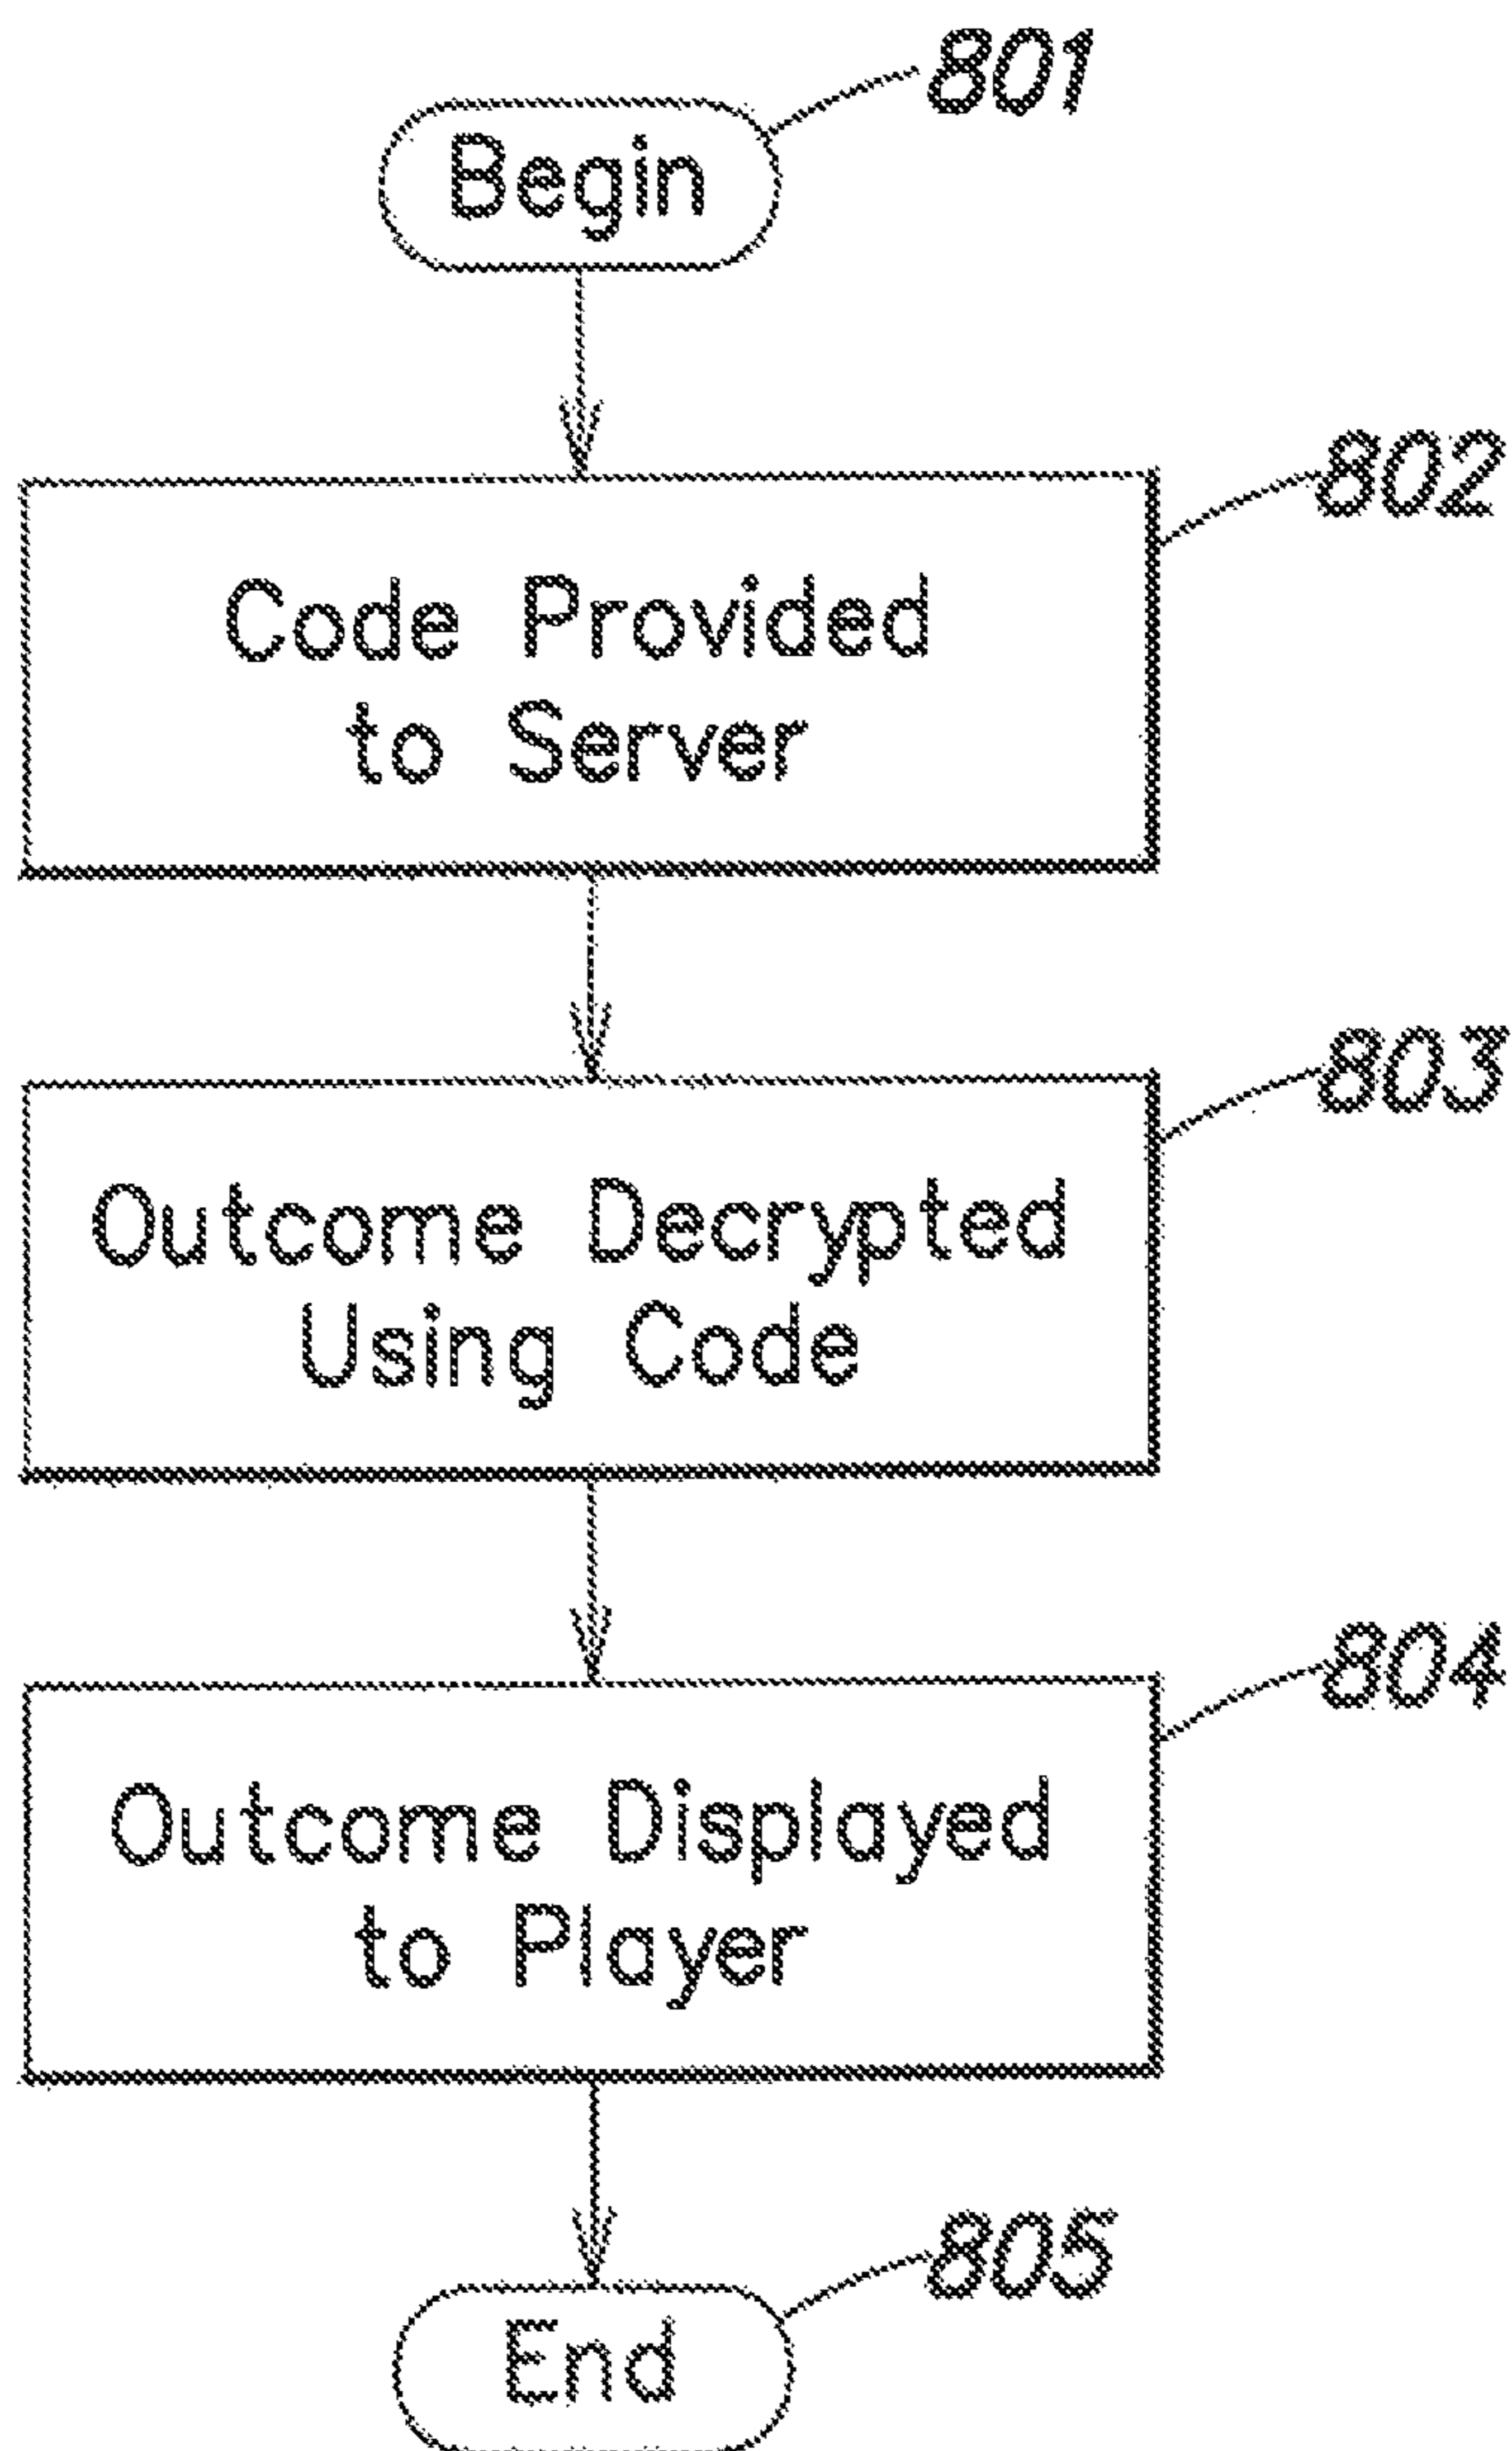 801
Begin
802
Code Provided
to Server
803
Outcome Decrypted
Using Code
804
Outcome Displayed
to Player
805
End